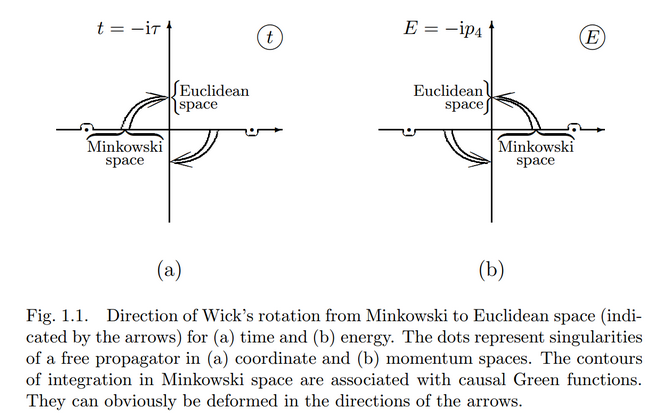 t = −iτ
t
Euclidean
space
Minkowski
space
(a)
E = −ip₄
E
Euclidean
space
Minkowski
space
(b)
Fig. 1.1. Direction of Wick's rotation from Minkowski to Euclidean space (indi-
cated by the arrows) for (a) time and (b) energy. The dots represent singularities
of a free propagator in (a) coordinate and (b) momentum spaces. The contours
of integration in Minkowski space are associated with causal Green functions.
They can obviously be deformed in the directions of the arrows.